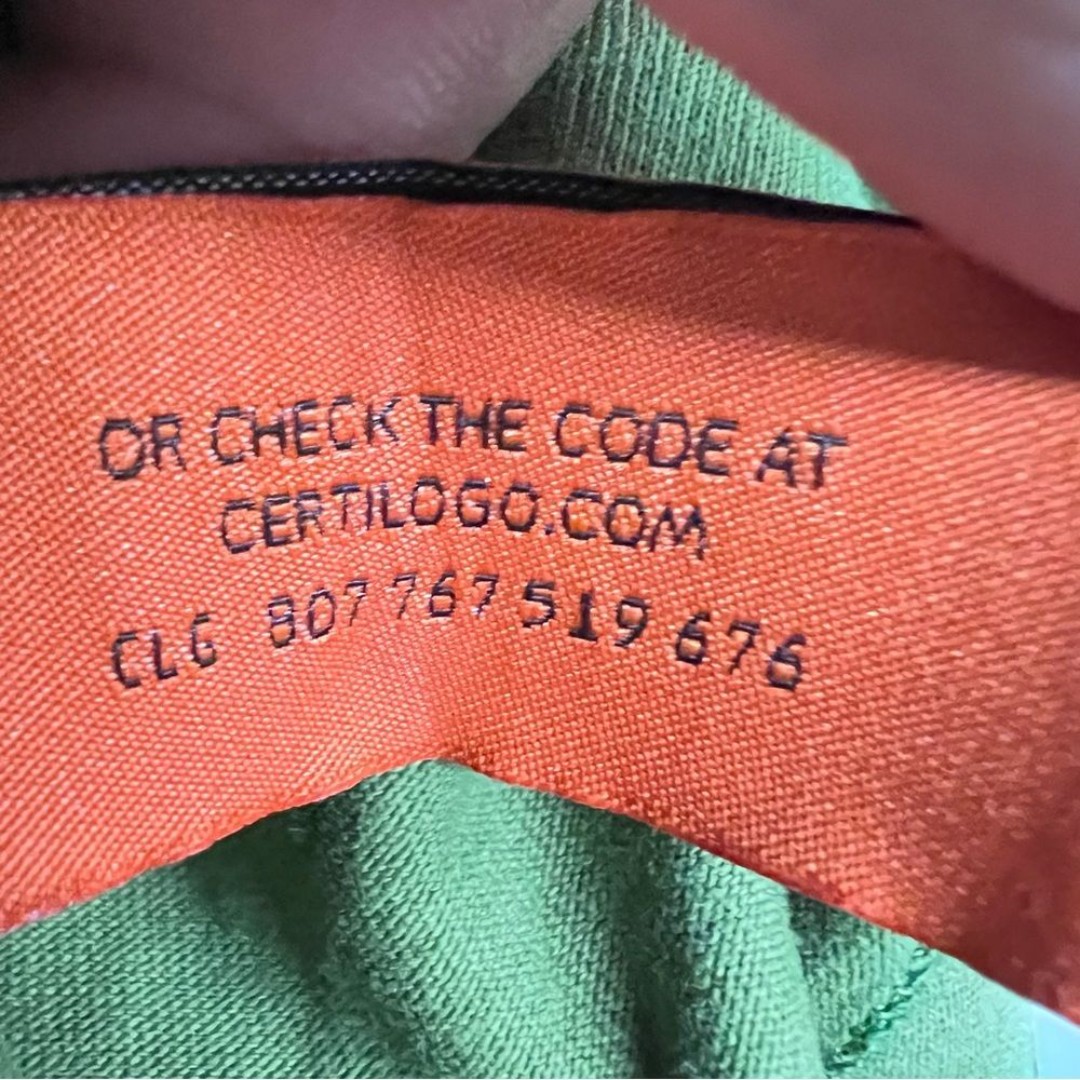 OR CHECK THE CODE AT
CERTILOGO.COM
CLG 807 767 519 676